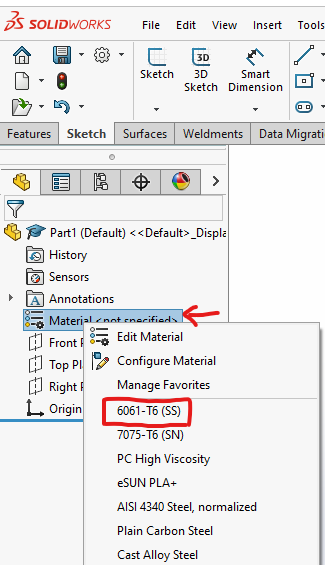 SOLIDWORKS
File
Edit
View
Insert
Tools
Sketch
3D Sketch
Smart Dimension
Features
Sketch
Surfaces
Weldments
Data Migratio
Part1 (Default) <<Default>_Displa
History
Sensors
Annotations
Material <not specified>
Front P
Top Pl
Right P
Origin
Edit Material
Configure Material
Manage Favorites
6061-T6 (SS)
7075-T6 (SN)
PC High Viscosity
eSUN PLA+
AISI 4340 Steel, normalized
Plain Carbon Steel
Cast Alloy Steel